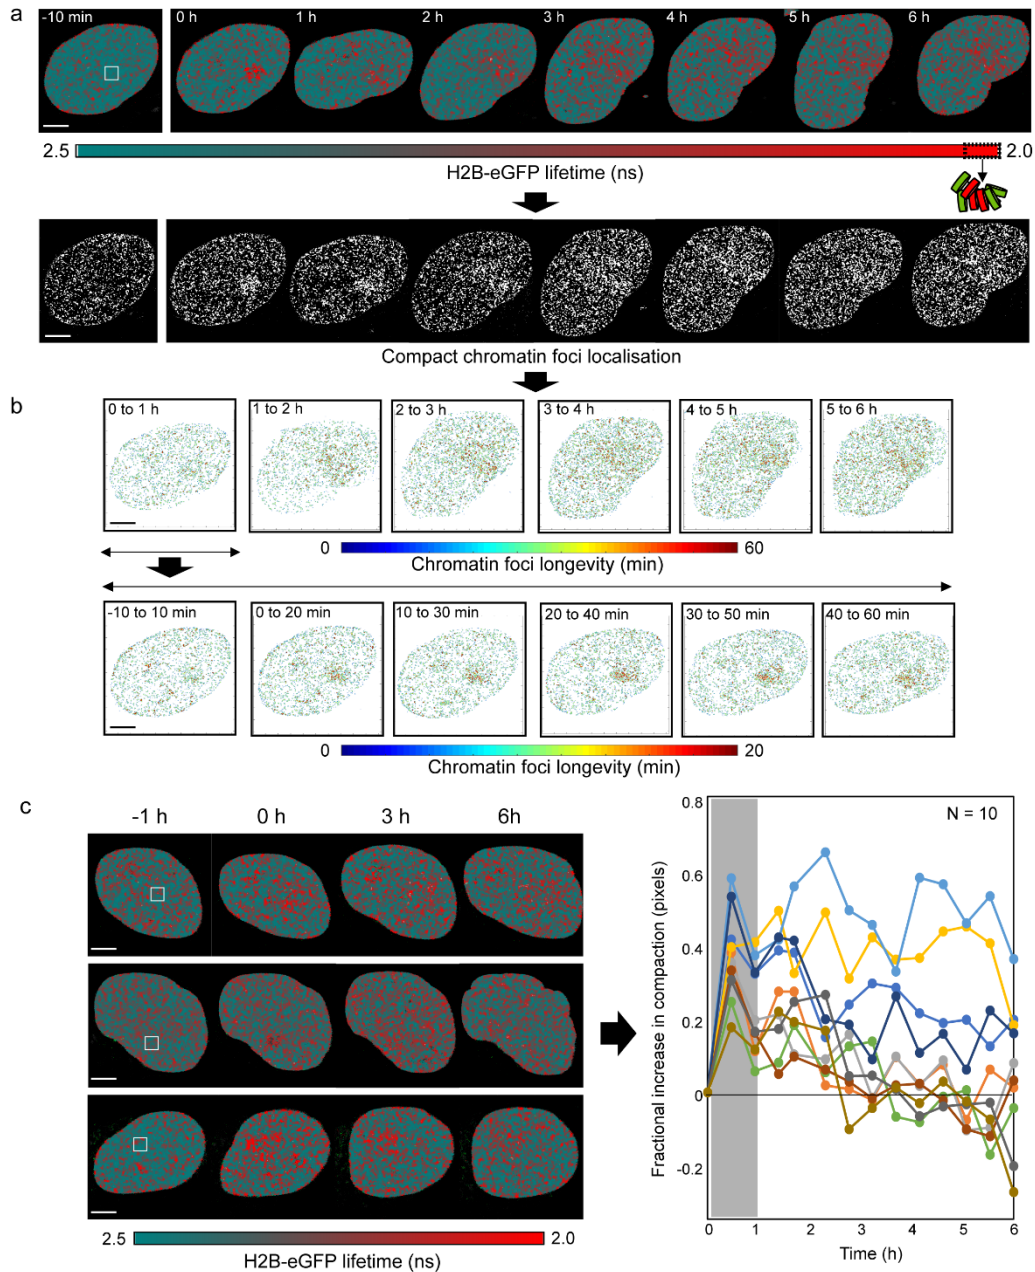 a
-10 min 0 h 1 h 2 h 3 h 4 h 5 h 6 h
2.5 2.0
H2B-eGFP lifetime (ns)
Compact chromatin foci localisation
b
0 to 1 h 1 to 2 h 2 to 3 h 3 to 4 h 4 to 5 h 5 to 6 h
0 60
Chromatin foci longevity (min)
-10 to 10 min 0 to 20 min 10 to 30 min 20 to 40 min 30 to 50 min 40 to 60 min
0 20
Chromatin foci longevity (min)
c
-1 h 0 h 3 h 6h
2.5 2.0
H2B-eGFP lifetime (ns)
N = 10
Fractional increase in compaction (pixels)
0.8
0.6
0.4
0.2
0
-0.2
0 1 2 3 4 5 6
Time (h)